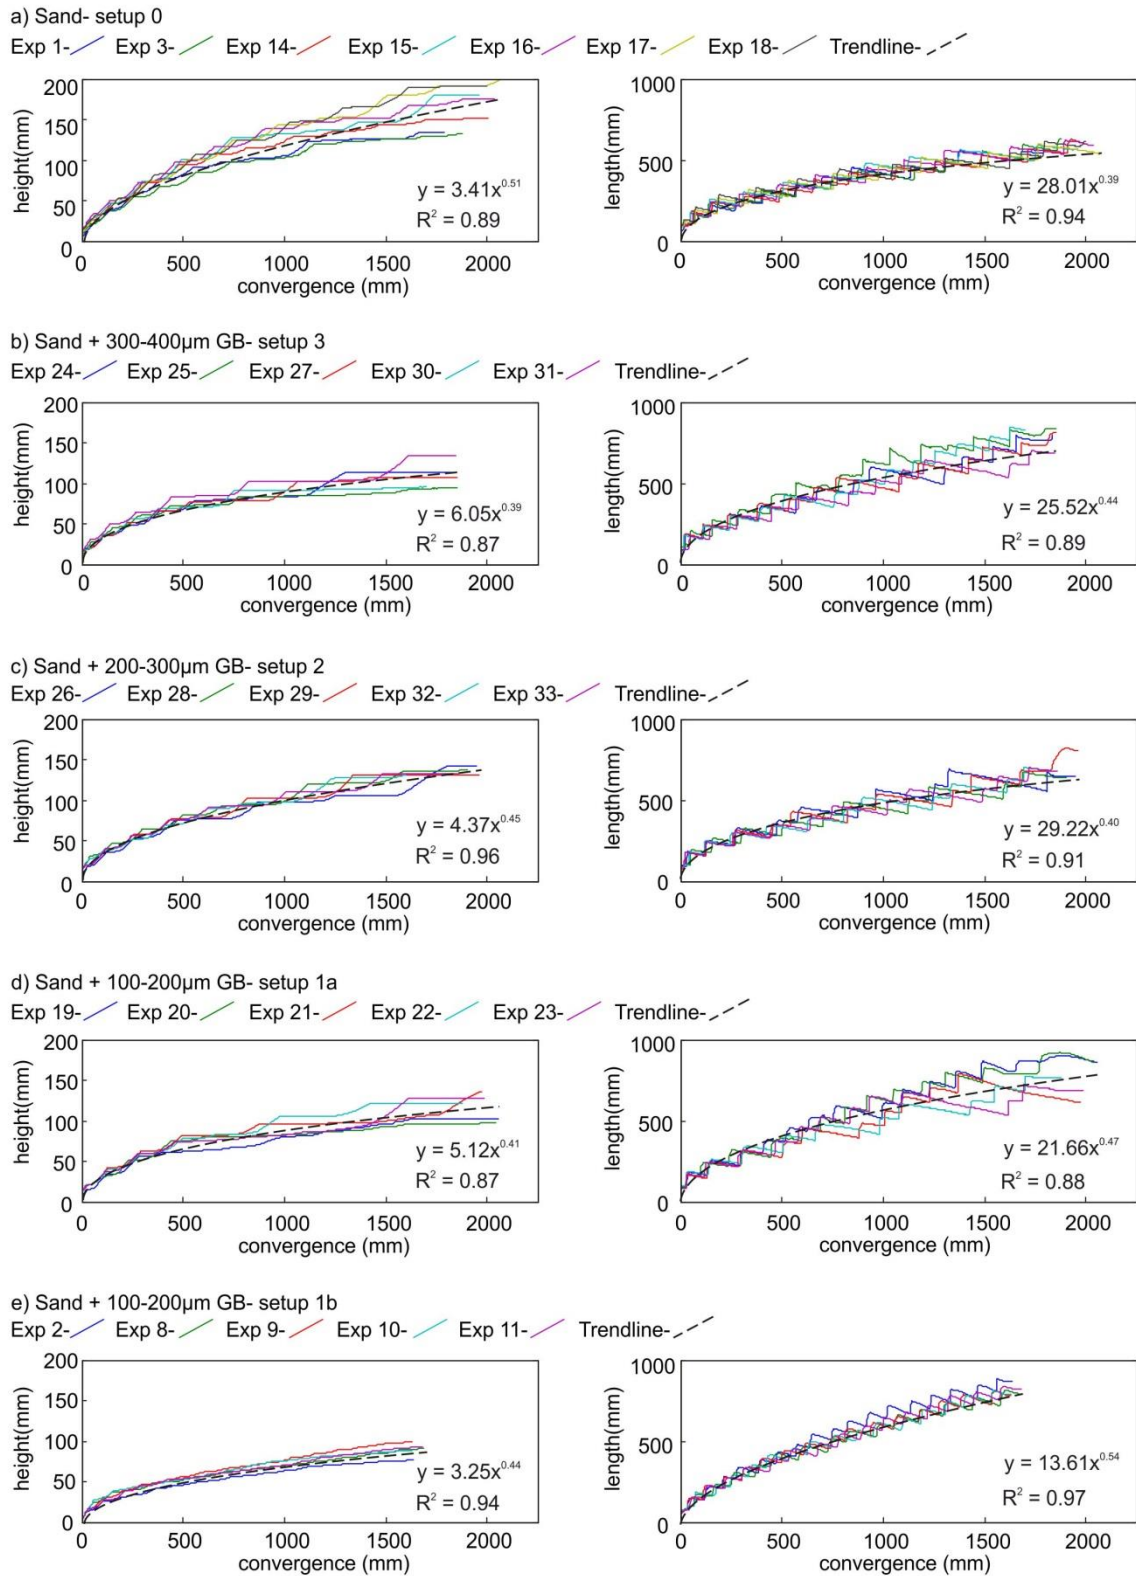 a) Sand- setup 0
Exp 1- Exp 3- Exp 14- Exp 15- Exp 16- Exp 17- Exp 18- Trendline-
200
150
100
50
0
height(mm)
y = 3.41x^0.51
R² = 0.89
0 500 1000 1500 2000
convergence (mm)
1000
500
0
length(mm)
y = 28.01x^0.39
R² = 0.94
0 500 1000 1500 2000
convergence (mm)
b) Sand + 300-400µm GB- setup 3
Exp 24- Exp 25- Exp 27- Exp 30- Exp 31- Trendline-
200
150
100
50
0
height(mm)
y = 6.05x^0.39
R² = 0.87
0 500 1000 1500 2000
convergence (mm)
1000
500
0
length(mm)
y = 25.52x^0.44
R² = 0.89
0 500 1000 1500 2000
convergence (mm)
c) Sand + 200-300µm GB- setup 2
Exp 26- Exp 28- Exp 29- Exp 32- Exp 33- Trendline-
200
150
100
50
0
height(mm)
y = 4.37x^0.45
R² = 0.96
0 500 1000 1500 2000
convergence (mm)
1000
500
0
length(mm)
y = 29.22x^0.40
R² = 0.91
0 500 1000 1500 2000
convergence (mm)
d) Sand + 100-200µm GB- setup 1a
Exp 19- Exp 20- Exp 21- Exp 22- Exp 23- Trendline-
200
150
100
50
0
height(mm)
y = 5.12x^0.41
R² = 0.87
0 500 1000 1500 2000
convergence (mm)
1000
500
0
length(mm)
y = 21.66x^0.47
R² = 0.88
0 500 1000 1500 2000
convergence (mm)
e) Sand + 100-200µm GB- setup 1b
Exp 2- Exp 8- Exp 9- Exp 10- Exp 11- Trendline-
200
150
100
50
0
height(mm)
y = 3.25x^0.44
R² = 0.94
0 500 1000 1500 2000
convergence (mm)
1000
500
0
length(mm)
y = 13.61x^0.54
R² = 0.97
0 500 1000 1500 2000
convergence (mm)